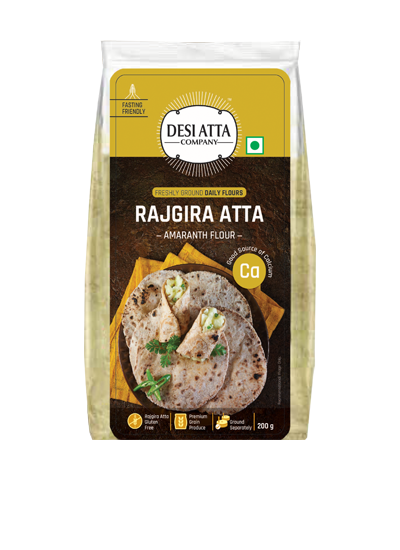 FASTING
FRIENDLY
DESI ATTA
COMPANY
FRESHLY GROUND DAILY FLOURS
RAJGIRA ATTA
– AMARANTH FLOUR –
Good Source of Calcium
Ca
Rajgira Atta
Gluten
Free
Premium
Grain
Produce
Ground
Separately
200 g